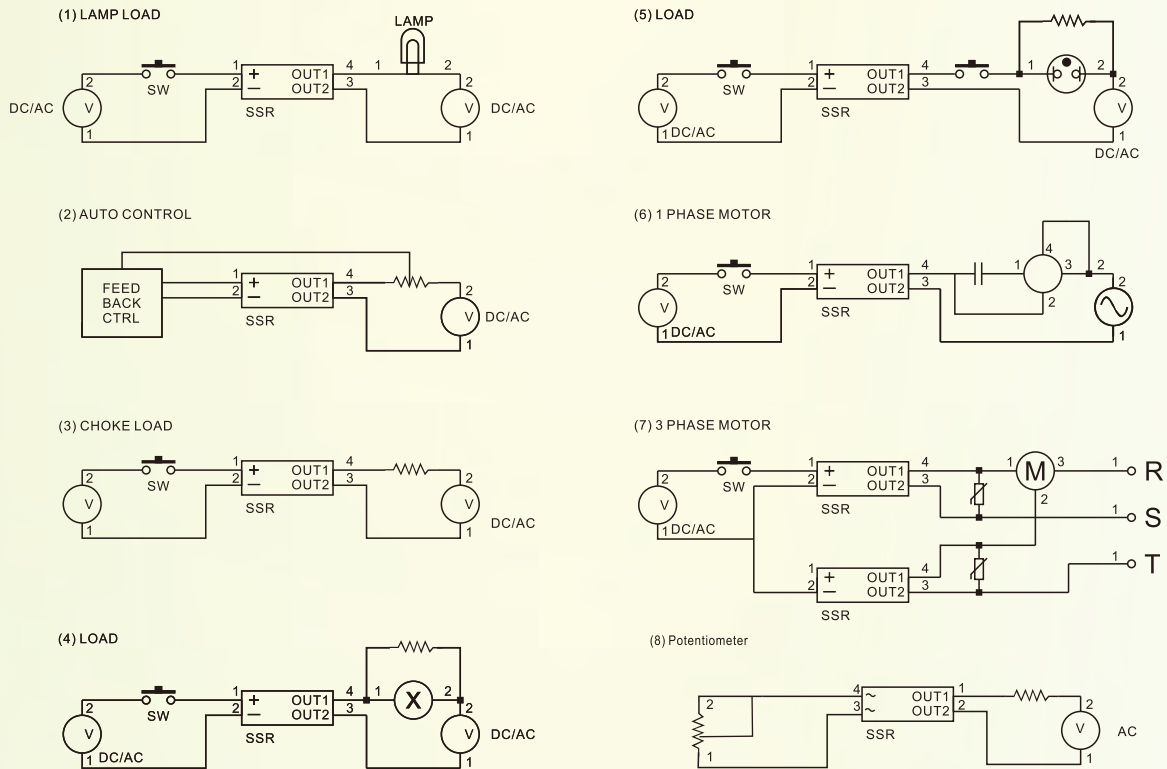 (1) LAMP LOAD
LAMP
2 1 4 1 2 2
+ OUT1
SW 2 − OUT2 3
DC/AC V SSR V DC/AC
1 1
(2) AUTO CONTROL
FEED
BACK
CTRL
1 + OUT1 4
2 − OUT2 3 2
SSR V DC/AC
1
(3) CHOKE LOAD
2 1 + OUT1 4 2
SW 2 − OUT2 3
V SSR V DC/AC
1 1
(4) LOAD
2 1 + OUT1 4 1 X 2
SW 2 − OUT2 3 2
V SSR V DC/AC
1 DC/AC 1
(5) LOAD
2 1 + OUT1 4 1 2
SW 2 − OUT2 3 2
V SSR V
1 DC/AC 1
DC/AC
(6) 1 PHASE MOTOR
4
2 1 + OUT1 4 1 3 2
SW 2 − OUT2 3 2 2
V SSR
1 DC/AC 1
(7) 3 PHASE MOTOR
2 1 + OUT1 4 1 M 3 1 R
SW 2 − OUT2 3 2
V SSR 1 S
1 DC/AC
1 + OUT1 4 1 T
2 − OUT2 3
SSR
(8) Potentiometer
2 4 ~ OUT1 1 2
3 ~ OUT2 2
SSR V AC
1 1